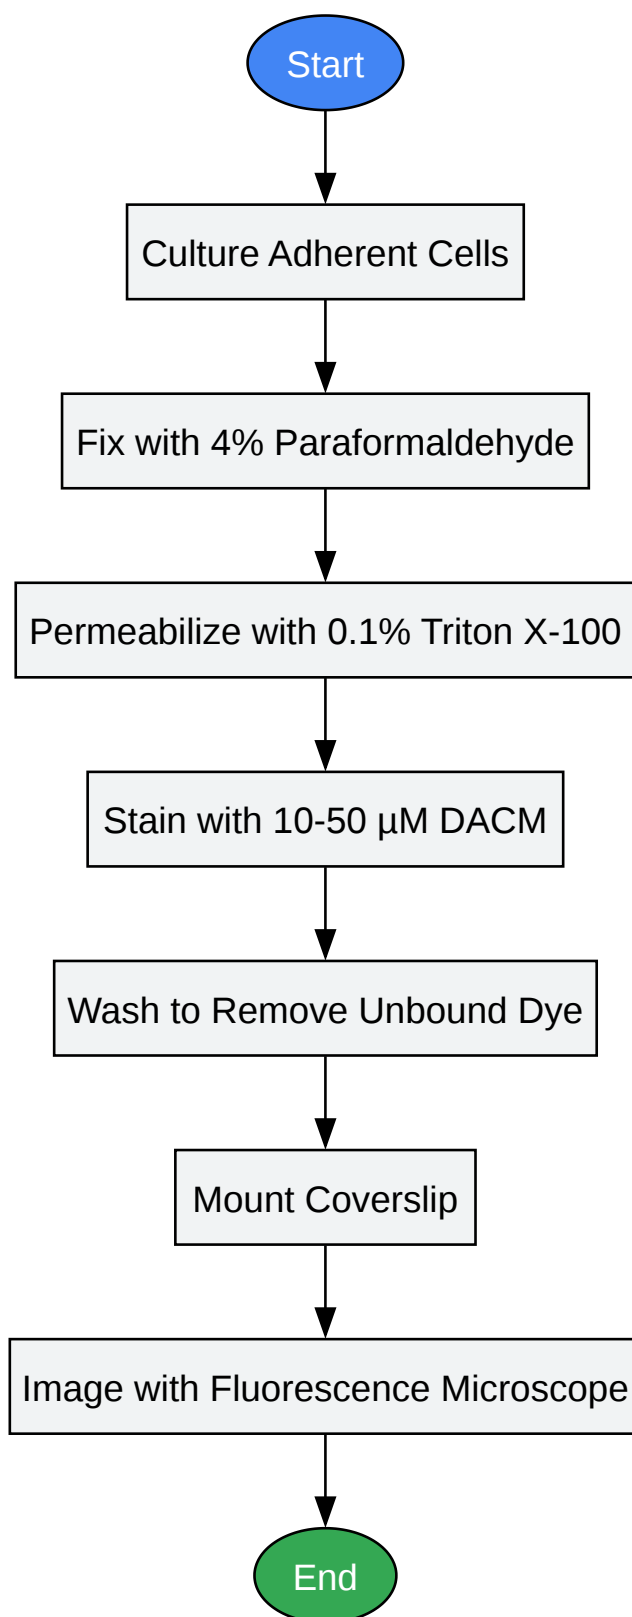 Start
Culture Adherent Cells
Fix with 4% Paraformaldehyde
Permeabilize with 0.1% Triton X-100
Stain with 10-50 µM DACM
Wash to Remove Unbound Dye
Mount Coverslip
Image with Fluorescence Microscope
End